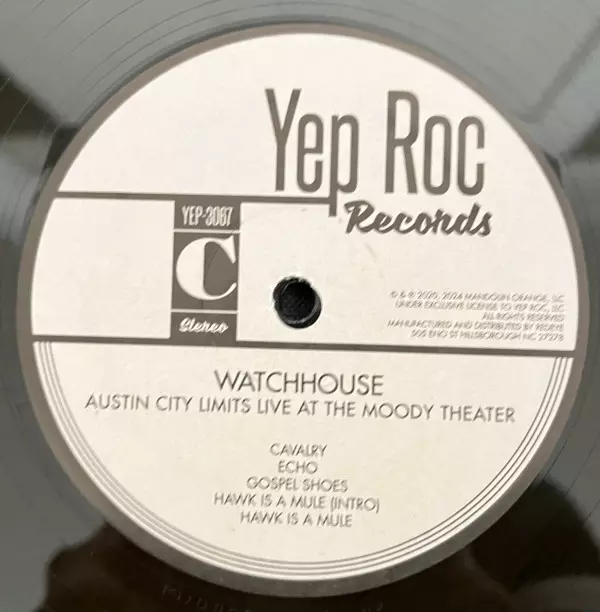 Yep Roc
Records
YEP-3087
C
Stereo
© & ℗ 2020, 2024 MANDOLIN ORANGE, LLC
UNDER EXCLUSIVE LICENSE TO YEP ROC, LLC
ALL RIGHTS RESERVED
MANUFACTURED AND DISTRIBUTED BY REDEYE
505 ENO ST HILLSBOROUGH NC 27278
WATCHHOUSE
AUSTIN CITY LIMITS LIVE AT THE MOODY THEATER
CAVALRY
ECHO
GOSPEL SHOES
HAWK IS A MULE (INTRO)
HAWK IS A MULE